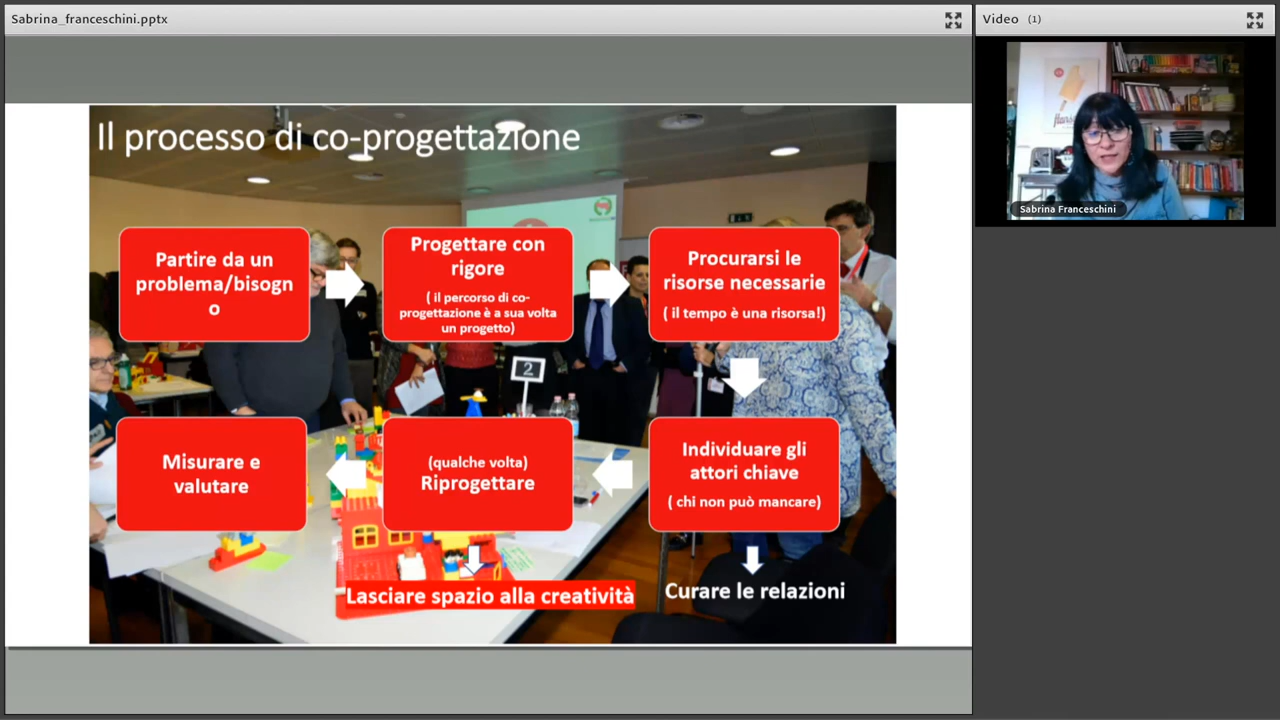 Sabrina_franceschini.pptx
Video (1)
Sabrina Franceschini
Il processo di co-progettazione
Partire da un
problema/bisogn
o
Progettare con
rigore
( il percorso di co-
progettazione è a sua volta
un progetto)
Procurarsi le
risorse necessarie
( il tempo è una risorsa!)
2
Misurare e
valutare
(qualche volta)
Riprogettare
Individuare gli
attori chiave
( chi non può mancare)
Lasciare spazio alla creatività
Curare le relazioni